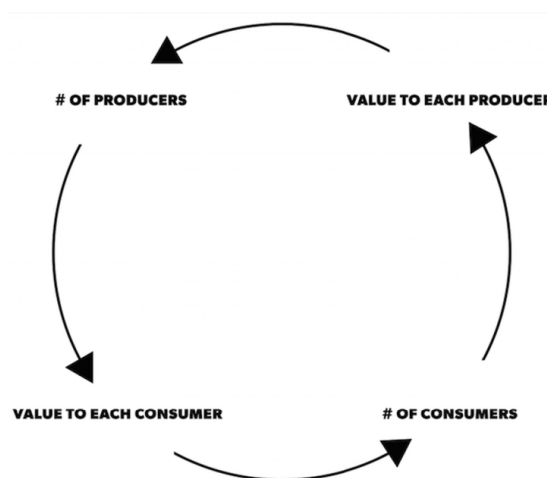 # OF PRODUCERS
VALUE TO EACH PRODUCE
VALUE TO EACH CONSUMER
# OF CONSUMERS